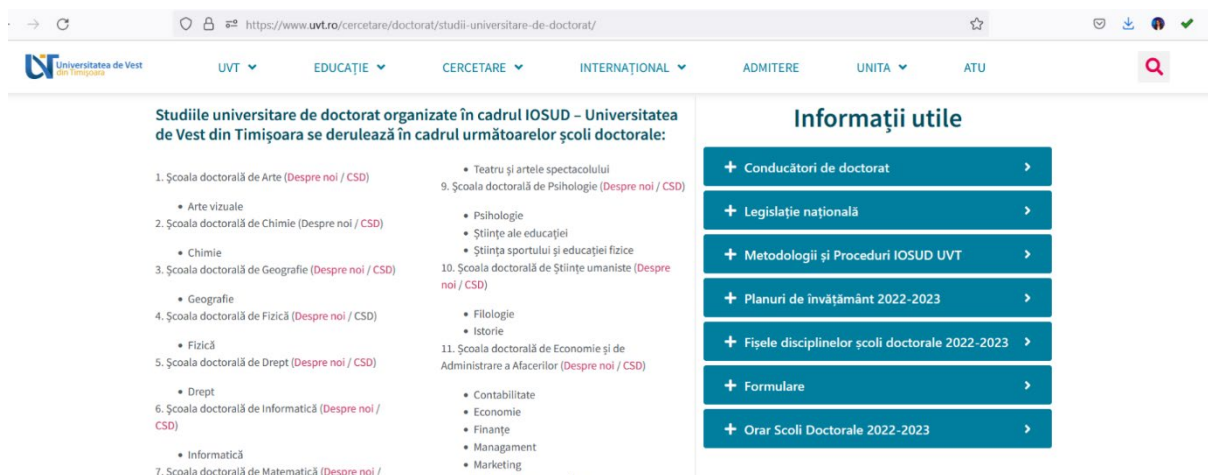 https://www.uvt.ro/cercetare/doctorat/studii-universitare-de-doctorat/
Universitatea de Vest
din Timișoara
UVT
EDUCAȚIE
CERCETARE
INTERNAȚIONAL
ADMITERE
UNITA
ATU
Studiile universitare de doctorat organizate în cadrul IOSUD – Universitatea
de Vest din Timișoara se derulează în cadrul următoarelor școli doctorale:
1. Școala doctorală de Arte (Despre noi / CSD)
• Arte vizuale
2. Școala doctorală de Chimie (Despre noi / CSD)
• Chimie
3. Școala doctorală de Geografie (Despre noi / CSD)
• Geografie
4. Școala doctorală de Fizică (Despre noi / CSD)
• Fizică
5. Școala doctorală de Drept (Despre noi / CSD)
• Drept
6. Școala doctorală de Informatică (Despre noi /
CSD)
• Informatică
7. Școala doctorală de Matematică (Despre noi /
• Teatru și artele spectacolului
9. Școala doctorală de Psihologie (Despre noi / CSD)
• Psihologie
• Științe ale educației
• Știința sportului și educației fizice
10. Școala doctorală de Științe umaniste (Despre
noi / CSD)
• Filologie
• Istorie
11. Școala doctorală de Economie și de
Administrare a Afacerilor (Despre noi / CSD)
• Contabilitate
• Economie
• Finanțe
• Managament
• Marketing
Informații utile
Conducători de doctorat
Legislație națională
Metodologii și Proceduri IOSUD UVT
Planuri de învățământ 2022-2023
Fișele disciplinelor școli doctorale 2022-2023
Formulare
Orar Scoli Doctorale 2022-2023